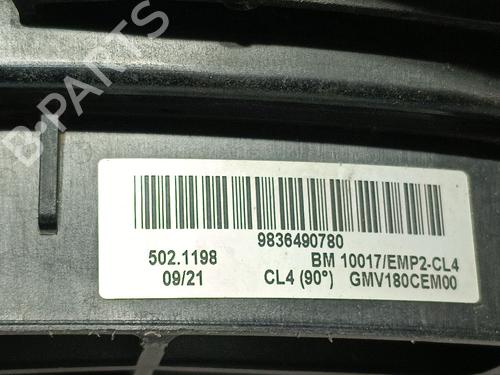 B-PARTS
9836490780
502.1198 BM 10017/EMP2-CL4
09/21 CL4 (90°) GMV180CEM00